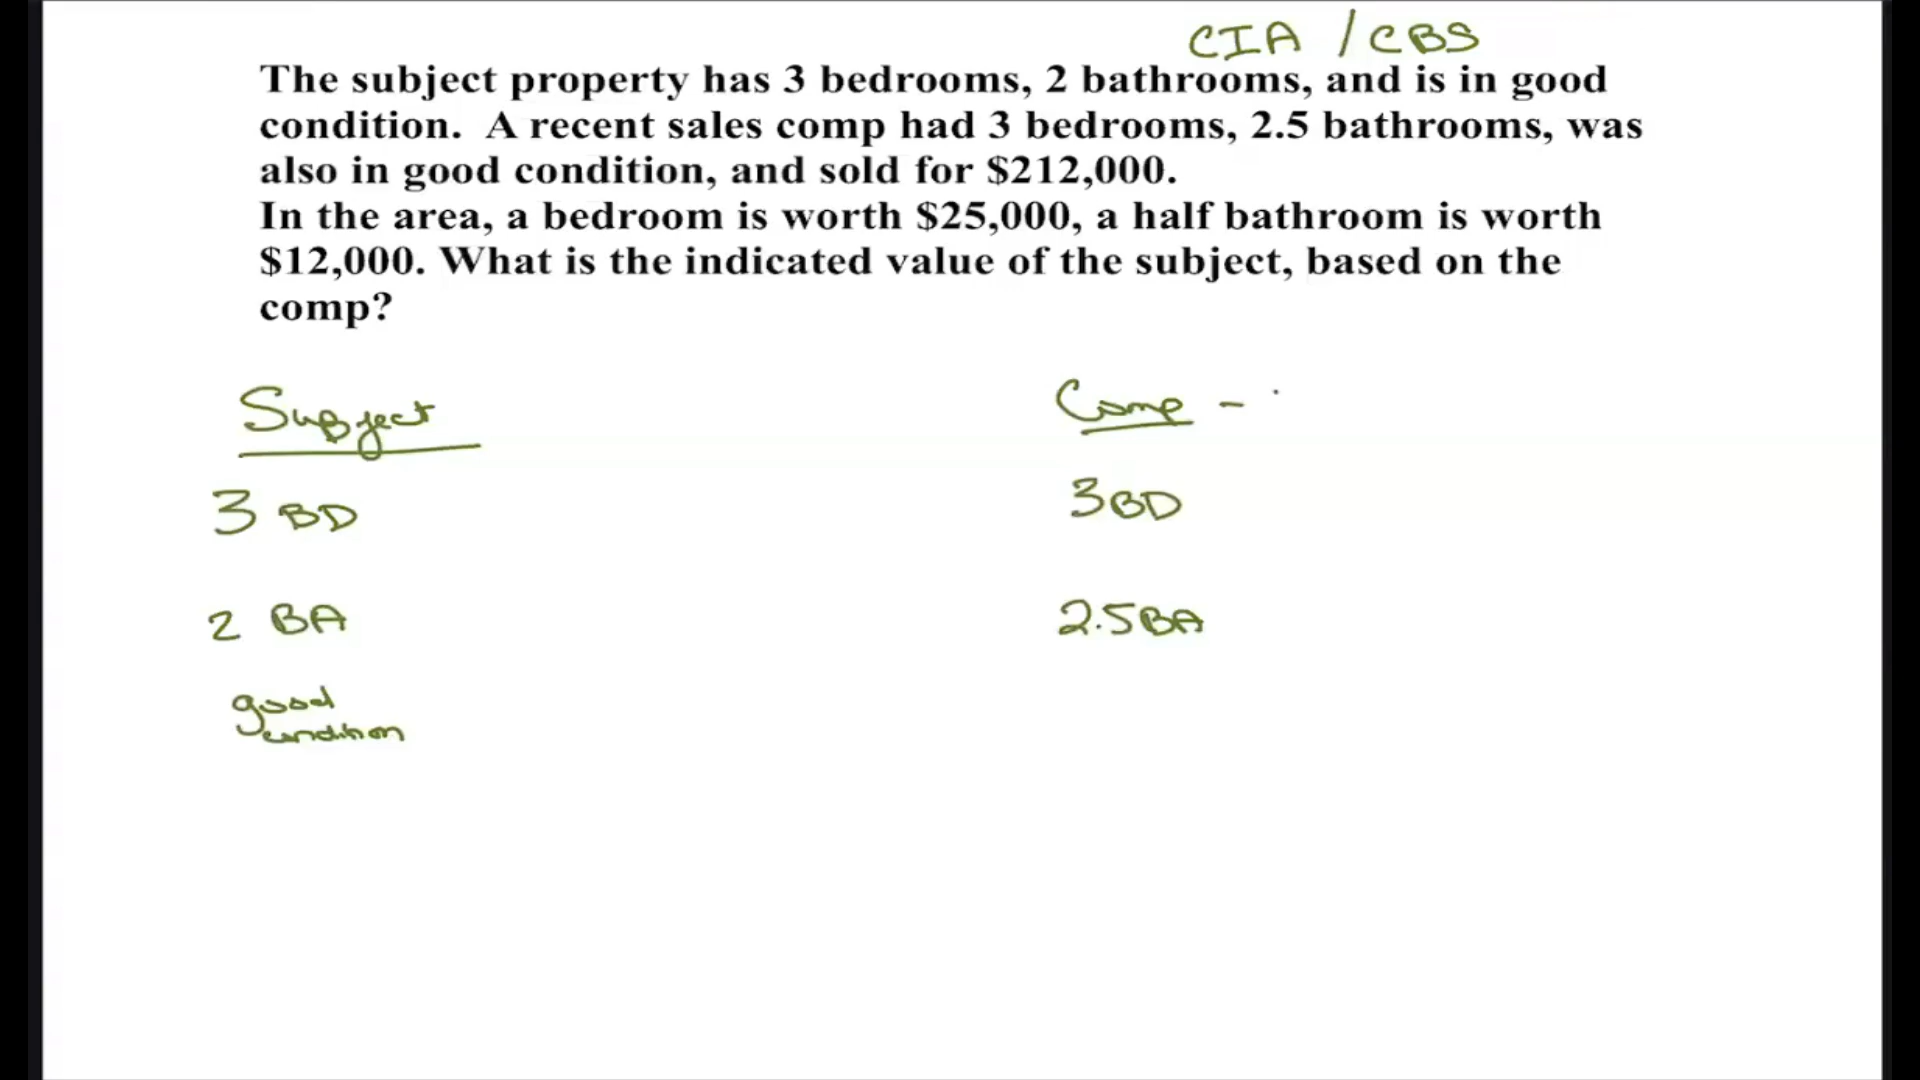 CIA / CBS
The subject property has 3 bedrooms, 2 bathrooms, and is in good
condition. A recent sales comp had 3 bedrooms, 2.5 bathrooms, was
also in good condition, and sold for $212,000.
In the area, a bedroom is worth $25,000, a half bathroom is worth
$12,000. What is the indicated value of the subject, based on the
comp?
Subject
Comp -
3 BD
3BD
2 BA
2.5BA
good
condition